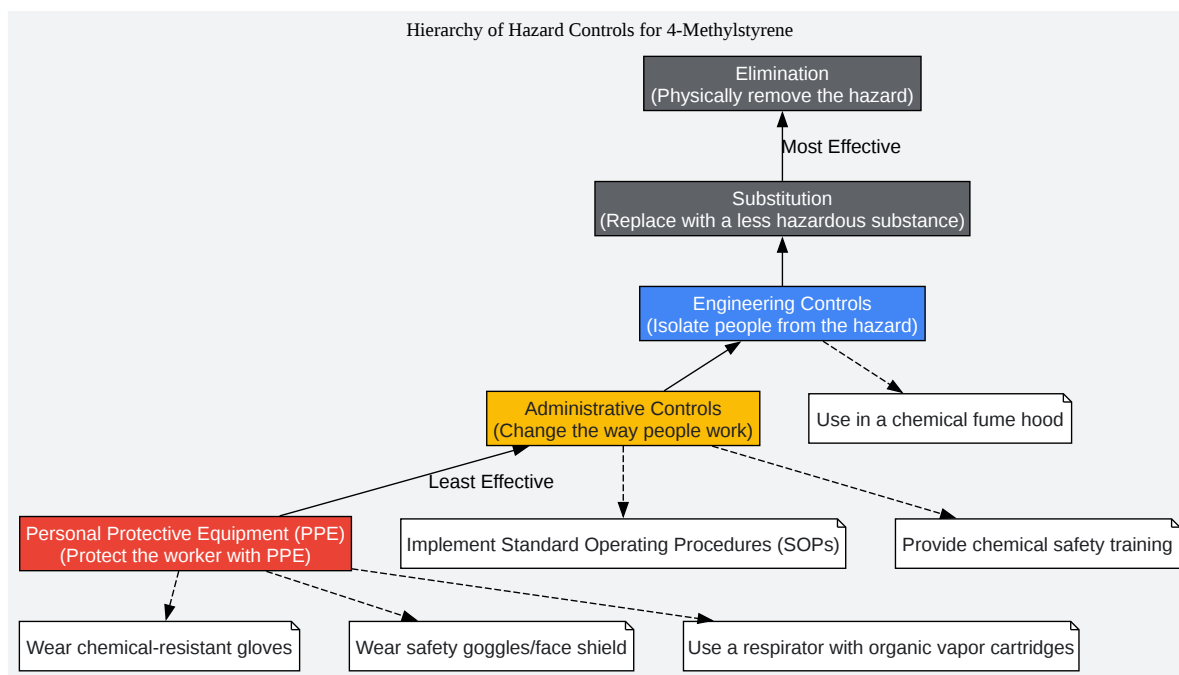 Hierarchy of Hazard Controls for 4-Methylstyrene
Elimination
(Physically remove the hazard)
Most Effective
Substitution
(Replace with a less hazardous substance)
Engineering Controls
(Isolate people from the hazard)
Administrative Controls
(Change the way people work)
Use in a chemical fume hood
Least Effective
Personal Protective Equipment (PPE)
(Protect the worker with PPE)
Implement Standard Operating Procedures (SOPs)
Provide chemical safety training
Wear chemical-resistant gloves
Wear safety goggles/face shield
Use a respirator with organic vapor cartridges